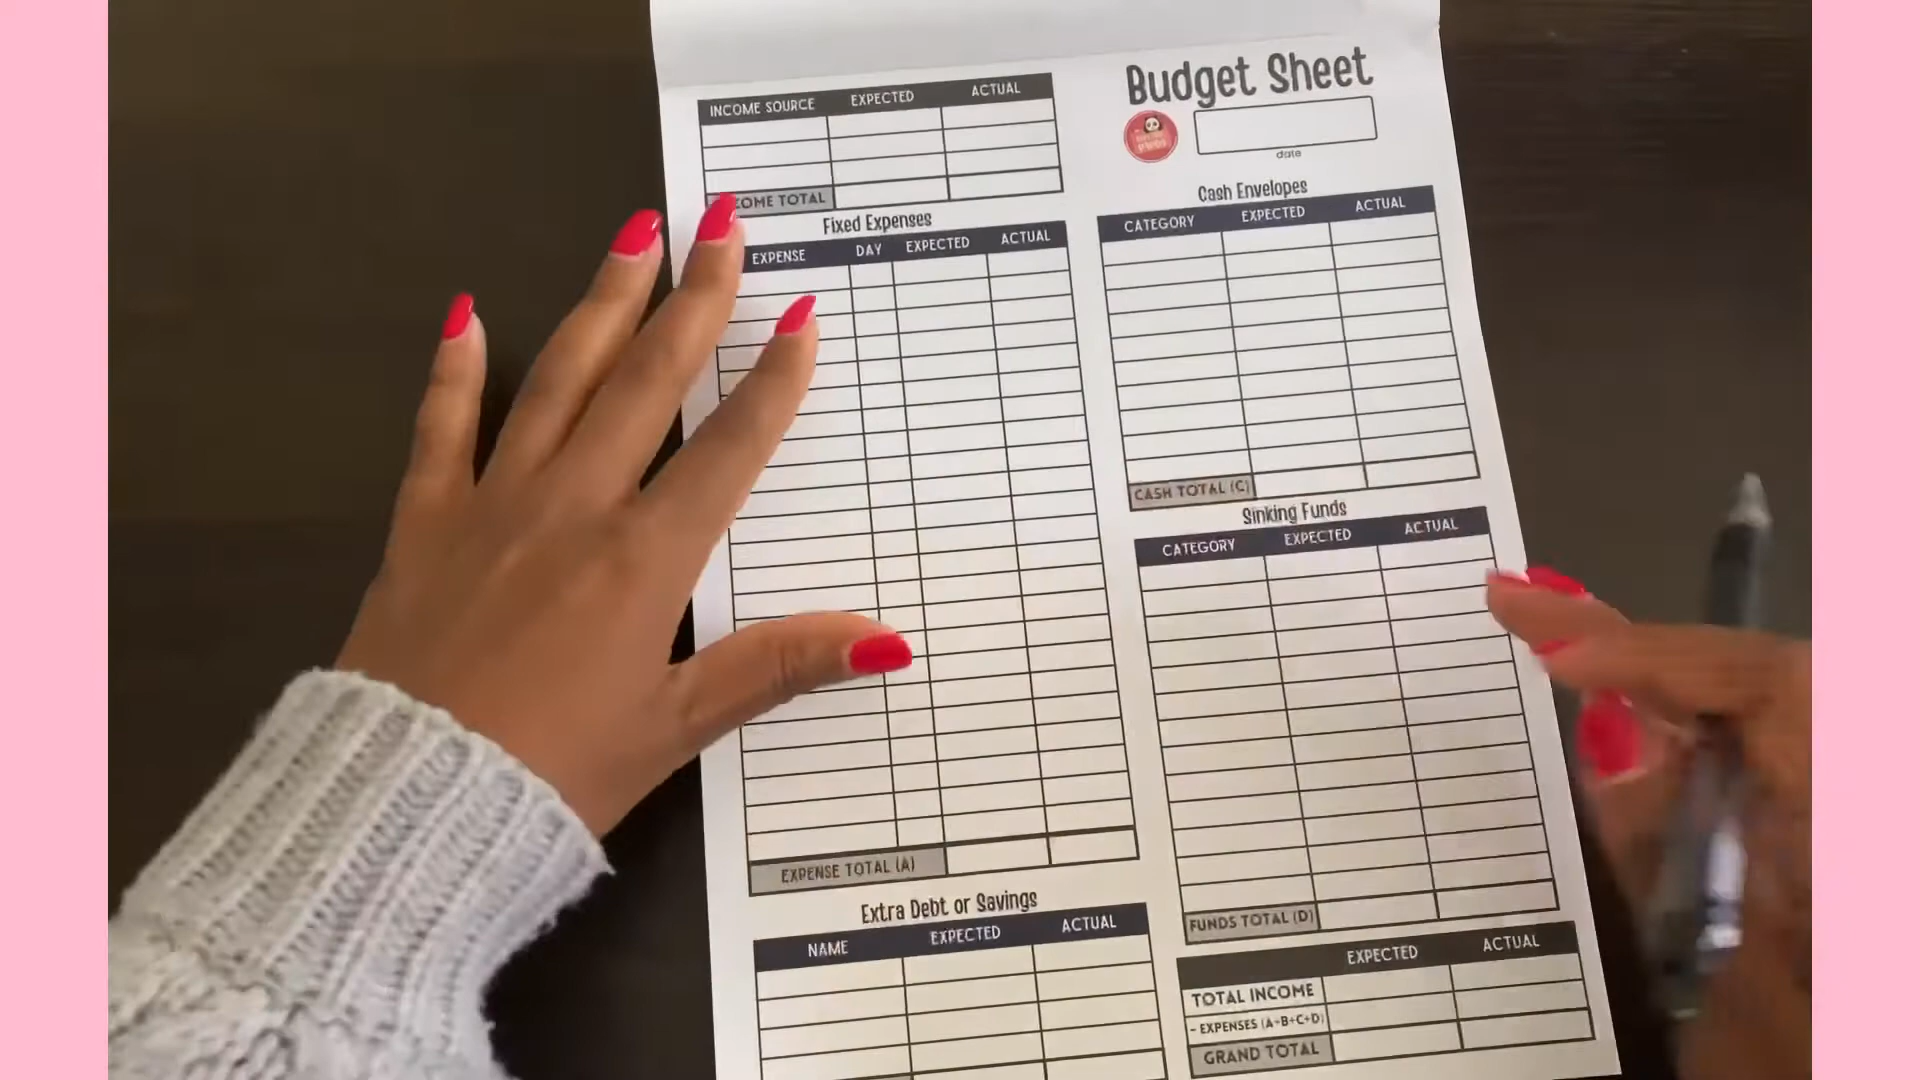 Budget Sheet
date
INCOME SOURCE EXPECTED ACTUAL
COME TOTAL
Fixed Expenses
EXPENSE DAY EXPECTED ACTUAL
EXPENSE TOTAL (A)
Extra Debt or Savings
NAME EXPECTED ACTUAL
Cash Envelopes
CATEGORY EXPECTED ACTUAL
CASH TOTAL (C)
Sinking Funds
CATEGORY EXPECTED ACTUAL
FUNDS TOTAL (D)
EXPECTED ACTUAL
TOTAL INCOME
- EXPENSES (A+B+C+D)
GRAND TOTAL